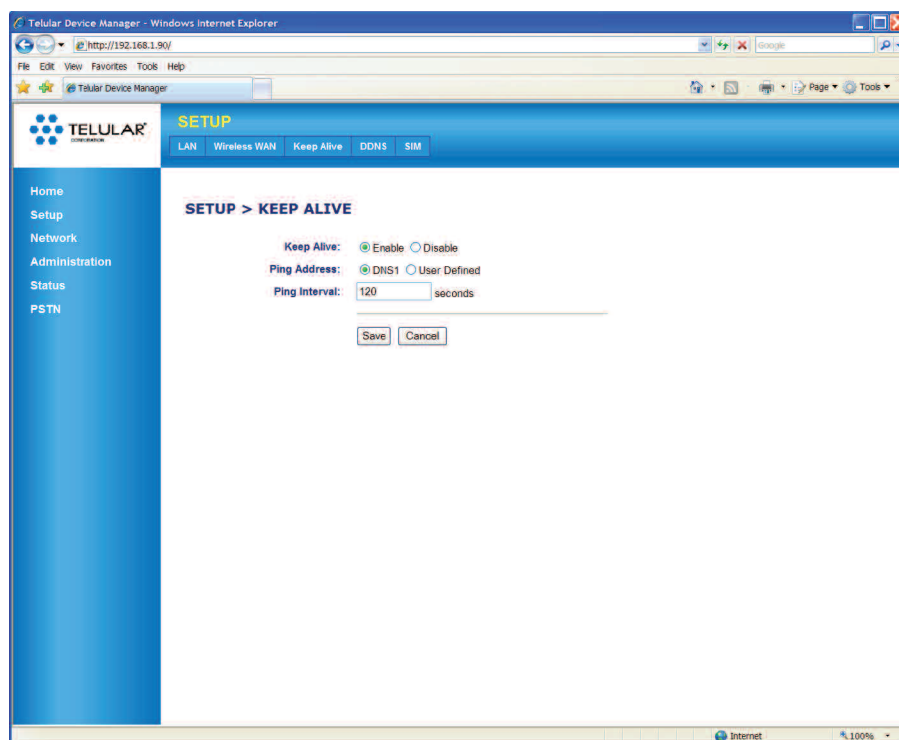 Telular Device Manager - Windows Internet Explorer
http://192.168.1.90/
Google
File Edit View Favorites Tools Help
Telular Device Manager
Page Tools
TELULAR
CORPORATION
SETUP
LAN Wireless WAN Keep Alive DDNS SIM
Home
Setup
Network
Administration
Status
PSTN
SETUP > KEEP ALIVE
Keep Alive: Enable Disable
Ping Address: DNS1 User Defined
Ping Interval: 120 seconds
Save Cancel
Internet 100%